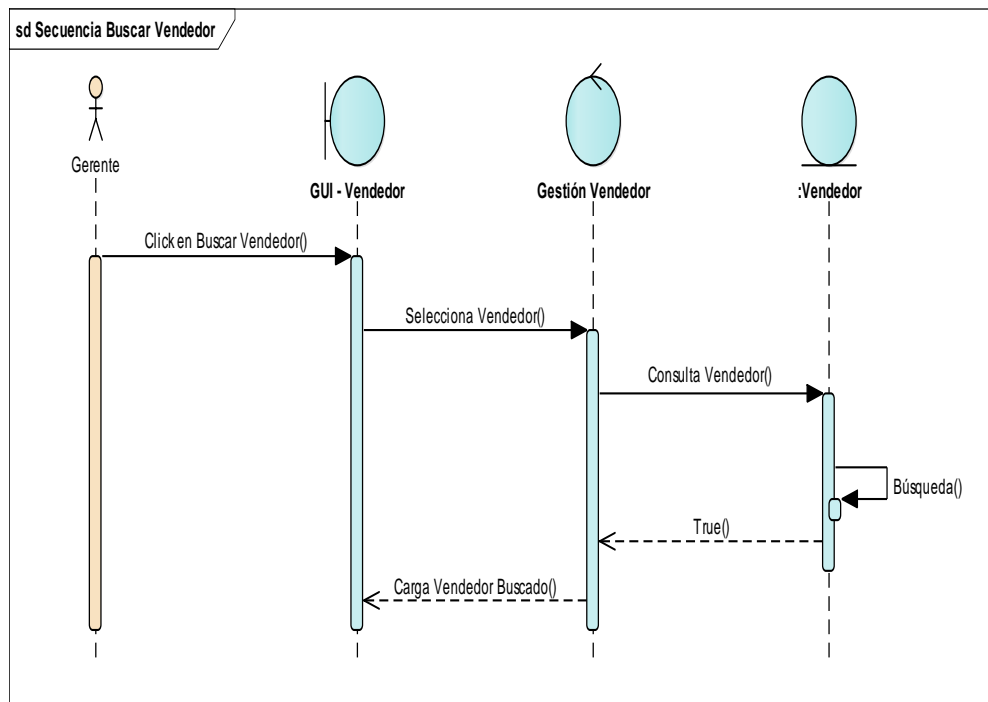 sd Secuencia Buscar Vendedor
Gerente
GUI - Vendedor
Gestión Vendedor
:Vendedor
Click en Buscar Vendedor()
Selecciona Vendedor()
Consulta Vendedor()
Búsqueda()
True()
Carga Vendedor Buscado()